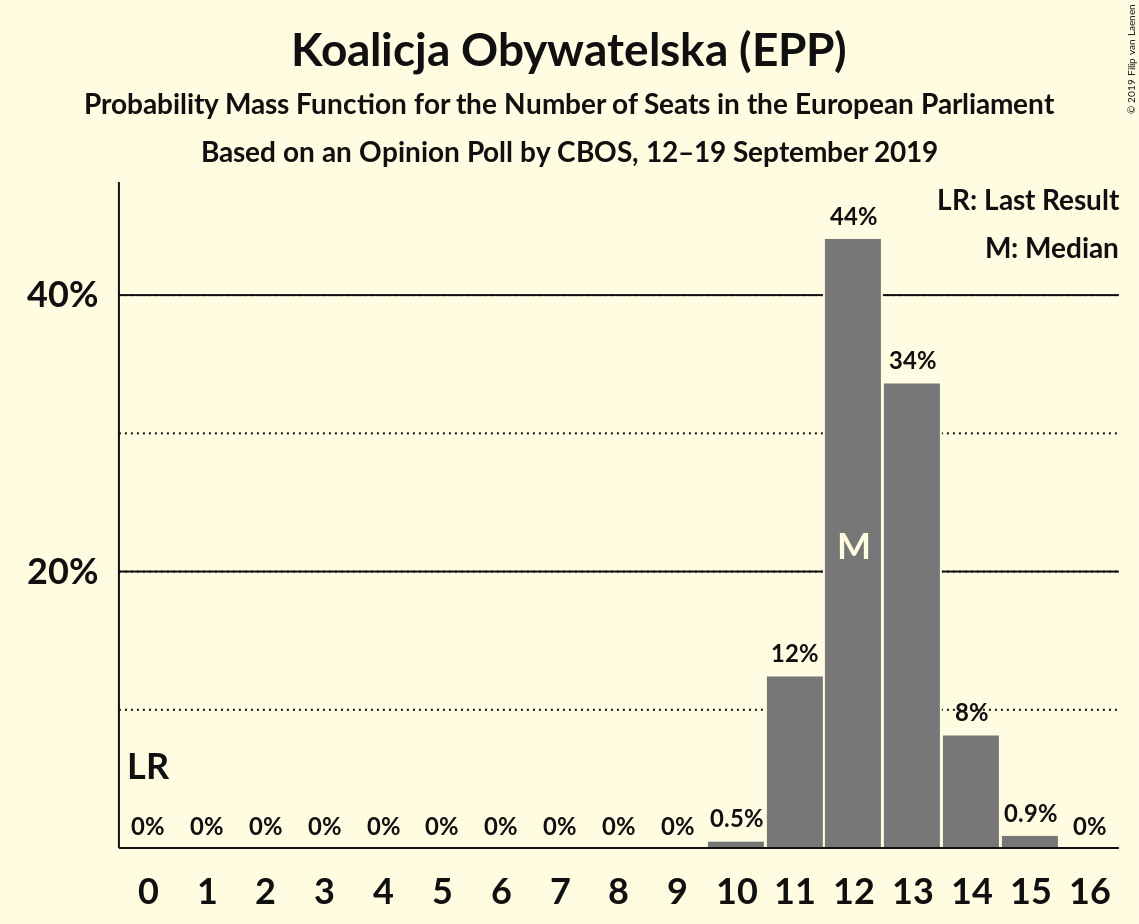 Koalicja Obywatelska (EPP)
Probability Mass Function for the Number of Seats in the European Parliament
Based on an Opinion Poll by CBOS, 12–19 September 2019
© 2019 Filip van Laenen
LR: Last Result
M: Median
44%
40%
34%
M
20%
12%
8%
LR
0% 0% 0% 0% 0% 0% 0% 0% 0% 0% 0.5% 0.9% 0%
0 1 2 3 4 5 6 7 8 9 10 11 12 13 14 15 16